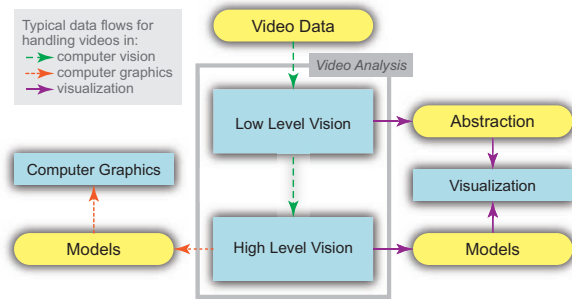 Typical data flows for
handling videos in:
computer vision
computer graphics
visualization
Video Data
Video Analysis
Low Level Vision
Abstraction
Computer Graphics
Visualization
Models
High Level Vision
Models